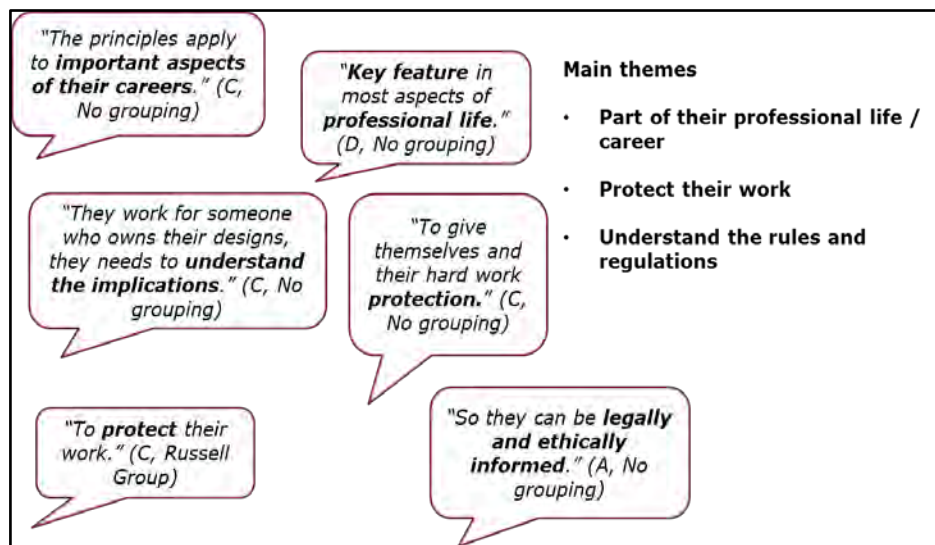 "The principles apply
to important aspects
of their careers." (C,
No grouping)
"Key feature in
most aspects of
professional life."
(D, No grouping)
"They work for someone
who owns their designs,
they needs to understand
the implications." (C, No
grouping)
"To give
themselves and
their hard work
protection." (C,
No grouping)
"To protect their
work." (C, Russell
Group)
"So they can be legally
and ethically
informed." (A, No
grouping)
Main themes
• Part of their professional life /
career
• Protect their work
• Understand the rules and
regulations